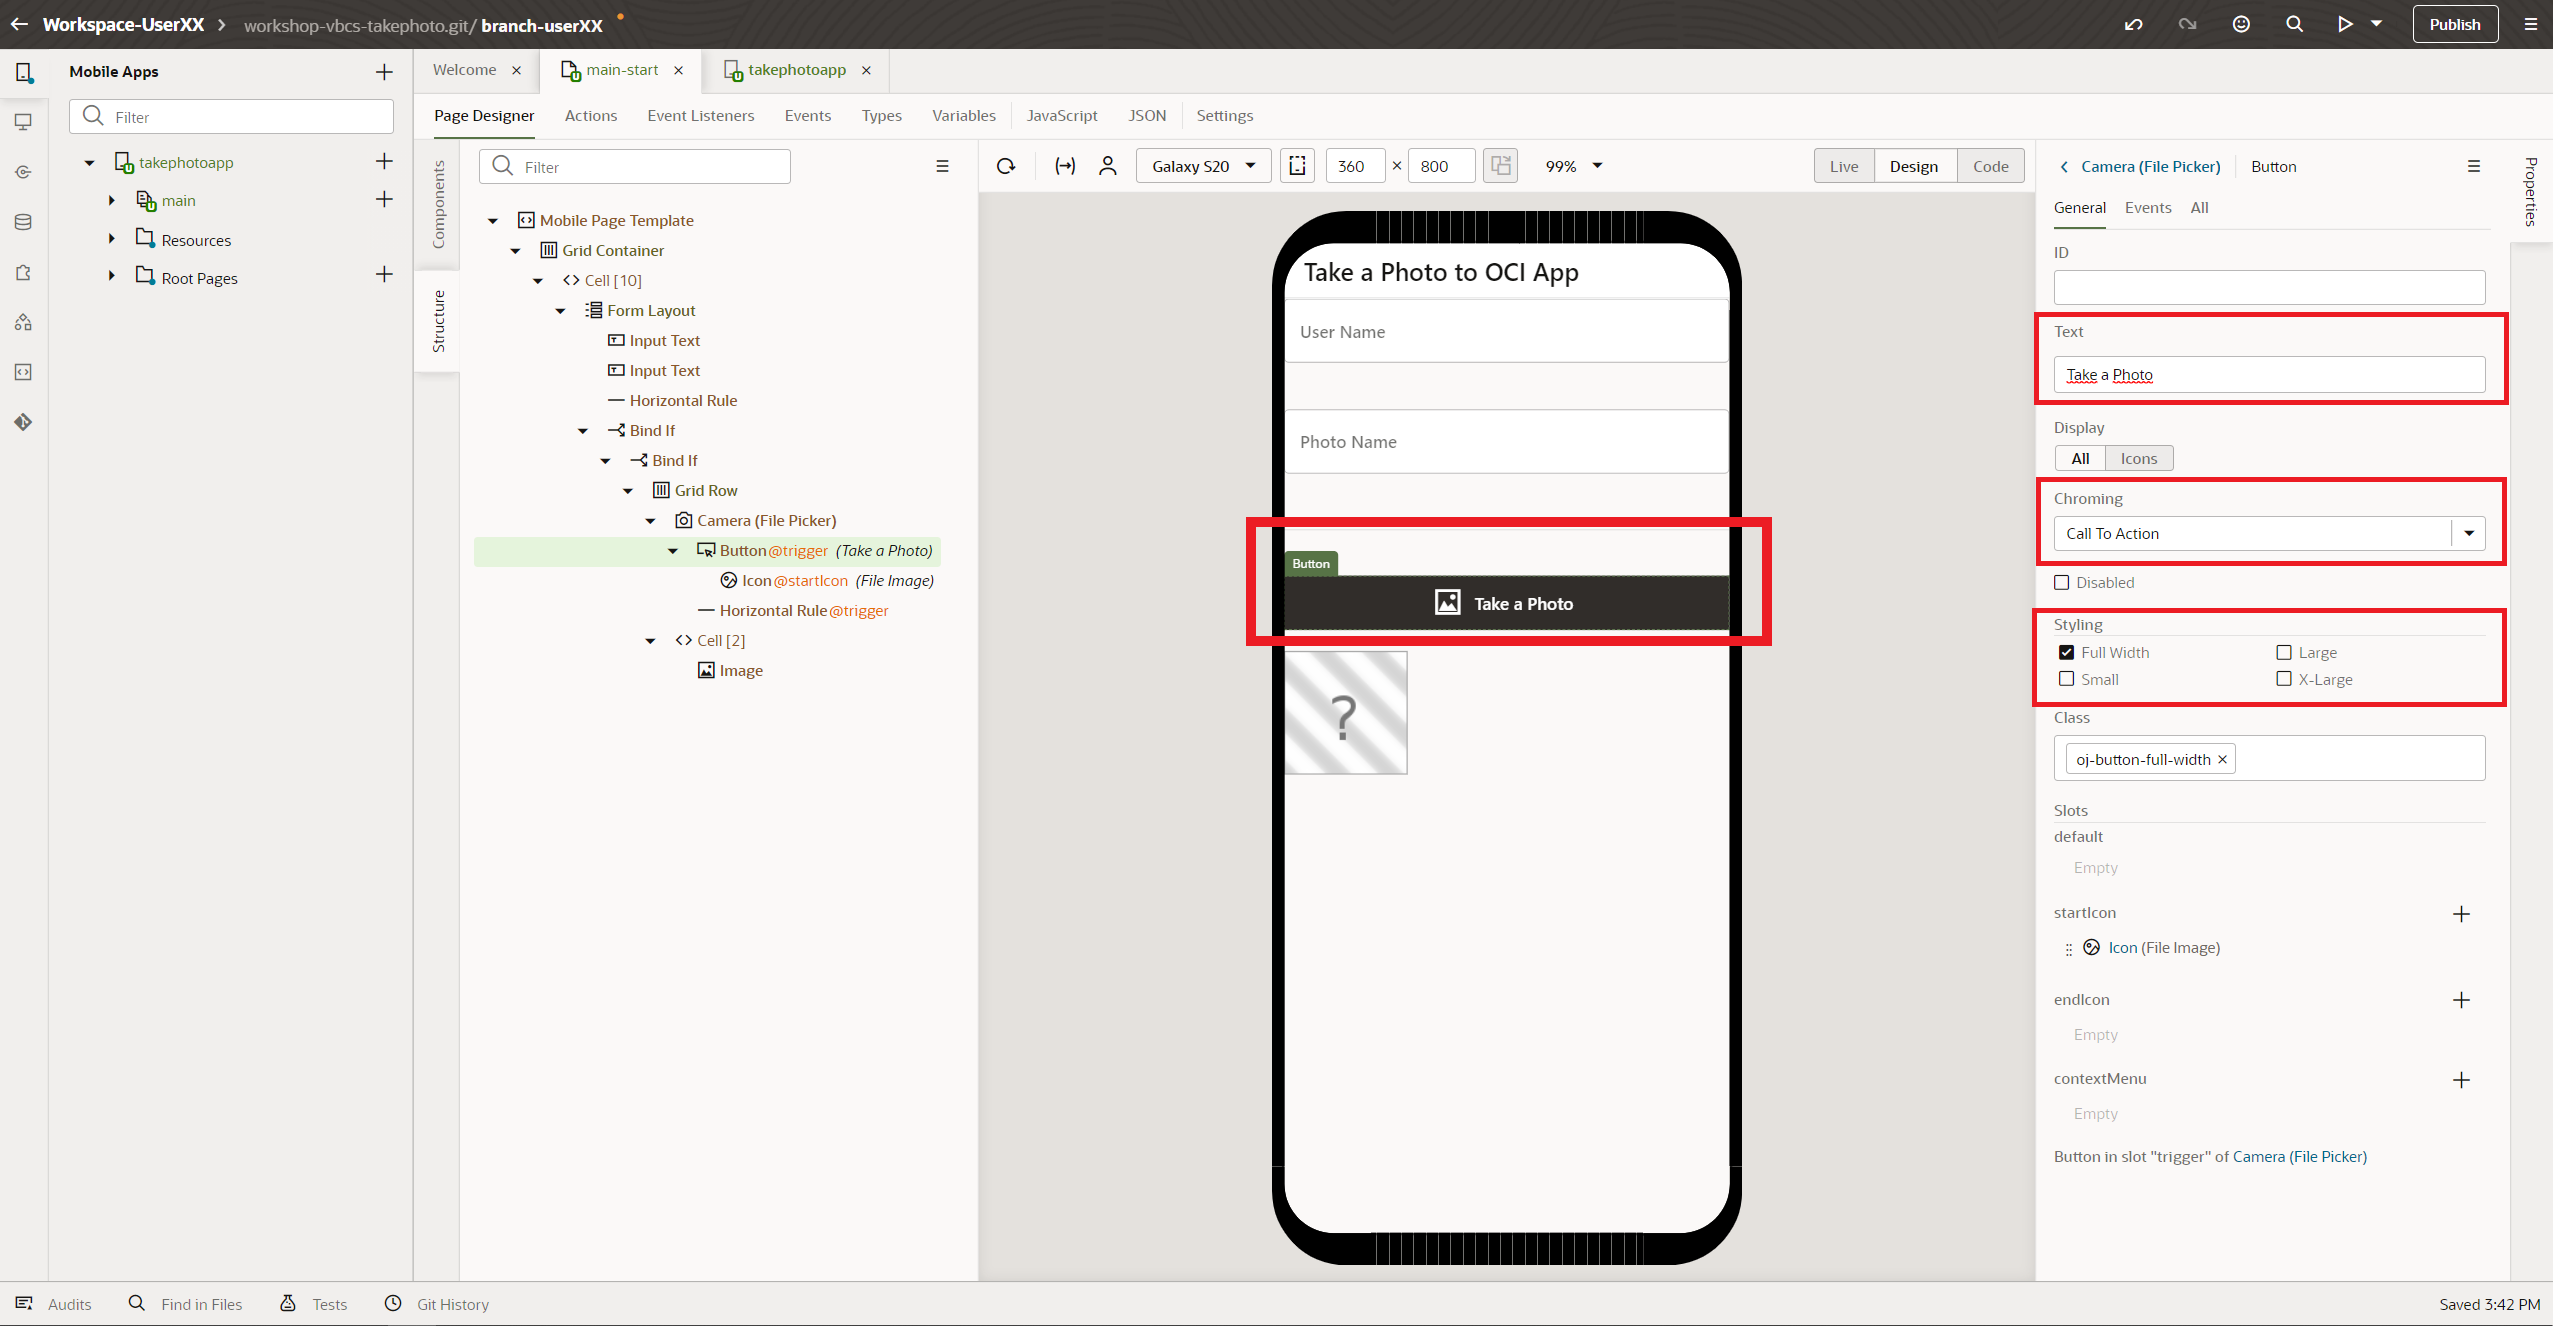 Workspace-UserXX > workshop-vbcs-takephoto.git/ branch-userXX
Publish
Mobile Apps
Filter
takephotoapp
main
Resources
Root Pages
Welcome
main-start
takephotoapp
Page Designer
Actions
Event Listeners
Events
Types
Variables
JavaScript
JSON
Settings
Components
Structure
Filter
Mobile Page Template
Grid Container
Cell [10]
Form Layout
Input Text
Input Text
Horizontal Rule
Bind If
Bind If
Grid Row
Camera (File Picker)
Button@trigger (Take a Photo)
Icon@startIcon (File Image)
Horizontal Rule@trigger
Cell [2]
Image
Galaxy S20
360 × 800
99%
Live
Design
Code
Take a Photo to OCI App
User Name
Photo Name
Button
Take a Photo
?
Camera (File Picker)
Button
Properties
General
Events
All
ID
Text
Take a Photo
Display
All
Icons
Chroming
Call To Action
Disabled
Styling
Full Width
Large
Small
X-Large
Class
oj-button-full-width
Slots
default
Empty
startIcon
Icon (File Image)
endIcon
Empty
contextMenu
Empty
Button in slot "trigger" of Camera (File Picker)
Audits
Find in Files
Tests
Git History
Saved 3:42 PM